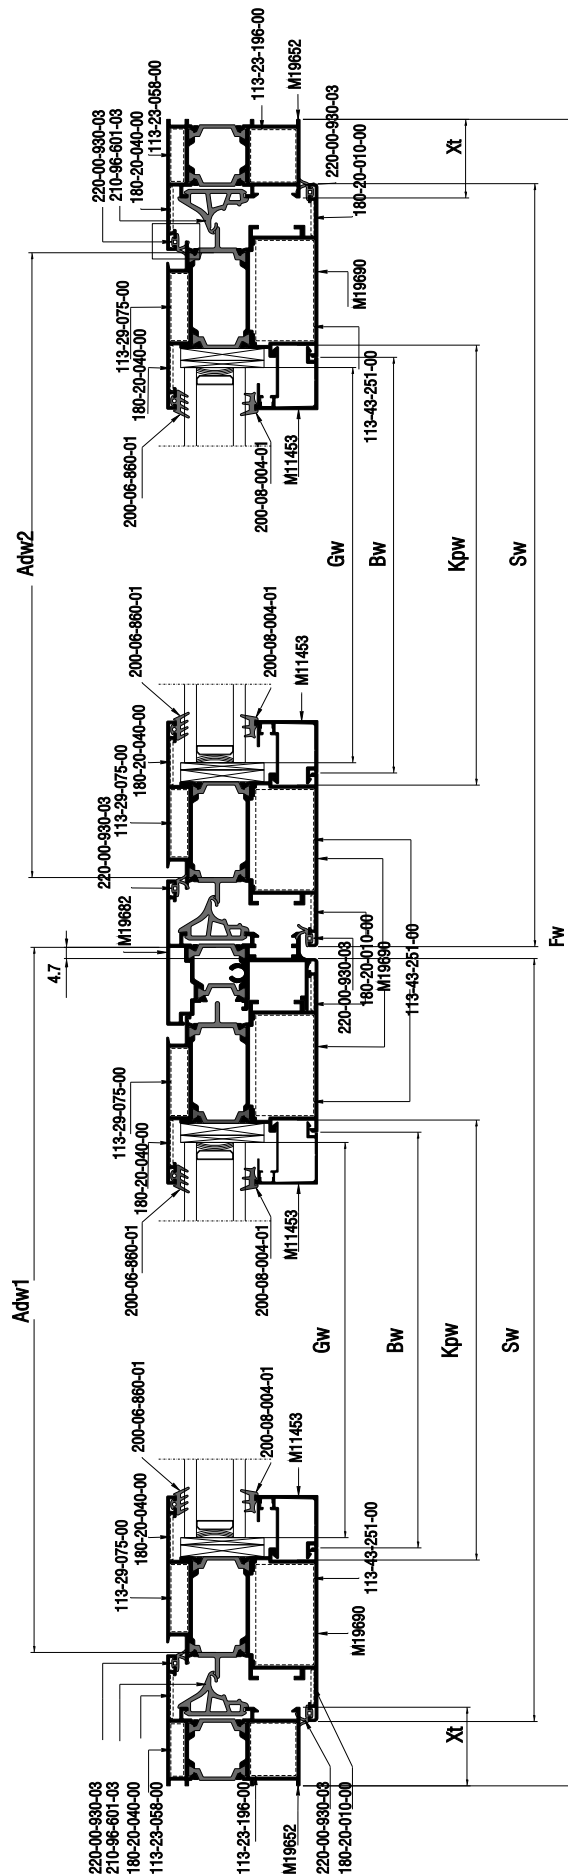 220-00-930-03
210-96-601-03
180-20-040-00
113-23-058-00
113-23-196-00
M19652
Xt
220-00-930-03
180-20-010-00
M19690
113-29-075-00
180-20-040-00
113-43-251-00
200-06-860-01
200-08-004-01
M11453
Adw2
Gw
Bw
Kpw
Sw
200-06-860-01
200-08-004-01
M11453
180-20-040-00
113-29-075-00
220-00-930-03
M19682
4.7
220-00-930-03
180-20-010-00
M19690
113-43-251-00
Fw
113-29-075-00
180-20-040-00
200-06-860-01
200-08-004-01
M11453
Adw1
Gw
Bw
Kpw
Sw
200-06-860-01
200-08-004-01
M11453
180-20-040-00
113-29-075-00
113-43-251-00
M19690
Xt
220-00-930-03
210-96-601-03
180-20-040-00
113-23-058-00
113-23-196-00
M19652
220-00-930-03
180-20-010-00